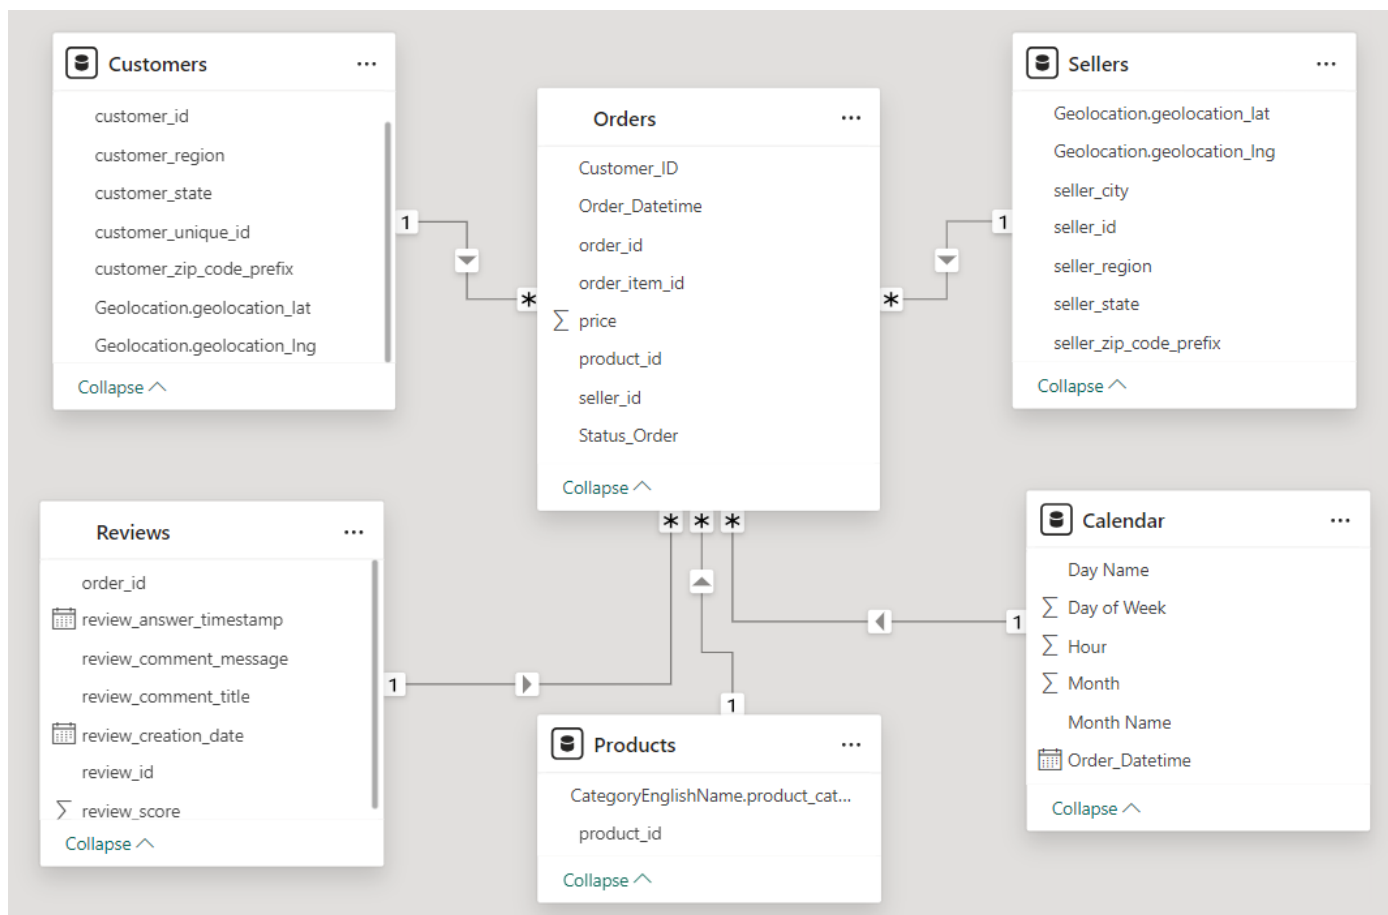 Customers
customer_id
customer_region
customer_state
customer_unique_id
customer_zip_code_prefix
Geolocation.geolocation_lat
Geolocation.geolocation_lng
Collapse
1
*
Orders
Customer_ID
Order_Datetime
order_id
order_item_id
∑ price
product_id
seller_id
Status_Order
Collapse
*
1
Sellers
Geolocation.geolocation_lat
Geolocation.geolocation_lng
seller_city
seller_id
seller_region
seller_state
seller_zip_code_prefix
Collapse
* * *
Reviews
order_id
review_answer_timestamp
review_comment_message
review_comment_title
review_creation_date
review_id
∑ review_score
Collapse
1
1
Products
CategoryEnglishName.product_cat...
product_id
Collapse
1
Calendar
Day Name
∑ Day of Week
∑ Hour
∑ Month
Month Name
Order_Datetime
Collapse